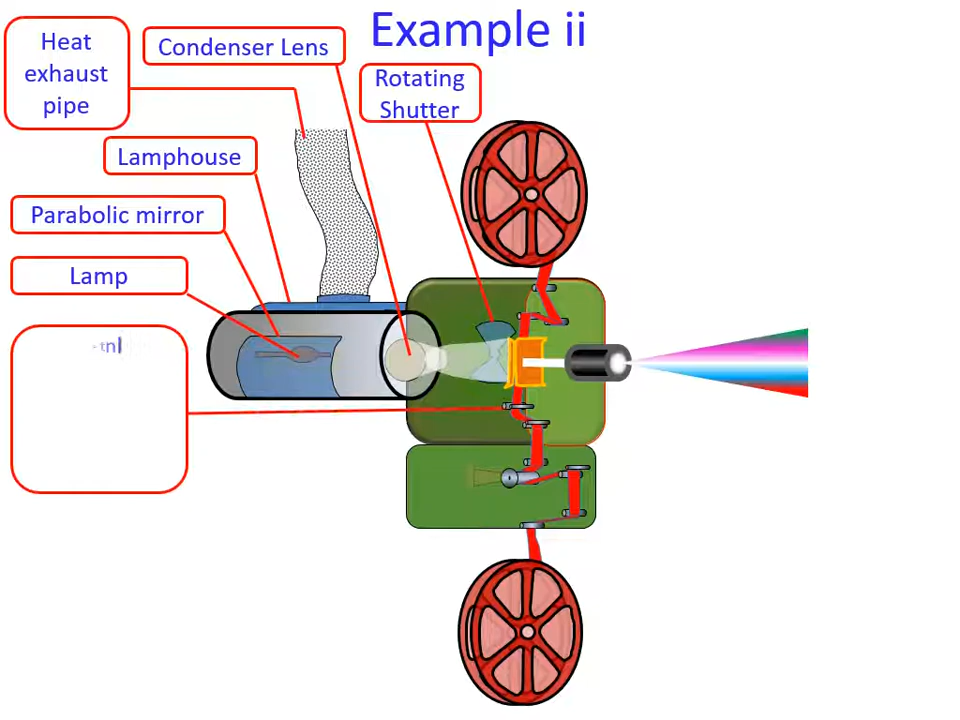 Example ii
Heat
exhaust
pipe
Condenser Lens
Rotating
Shutter
Lamphouse
Parabolic mirror
Lamp